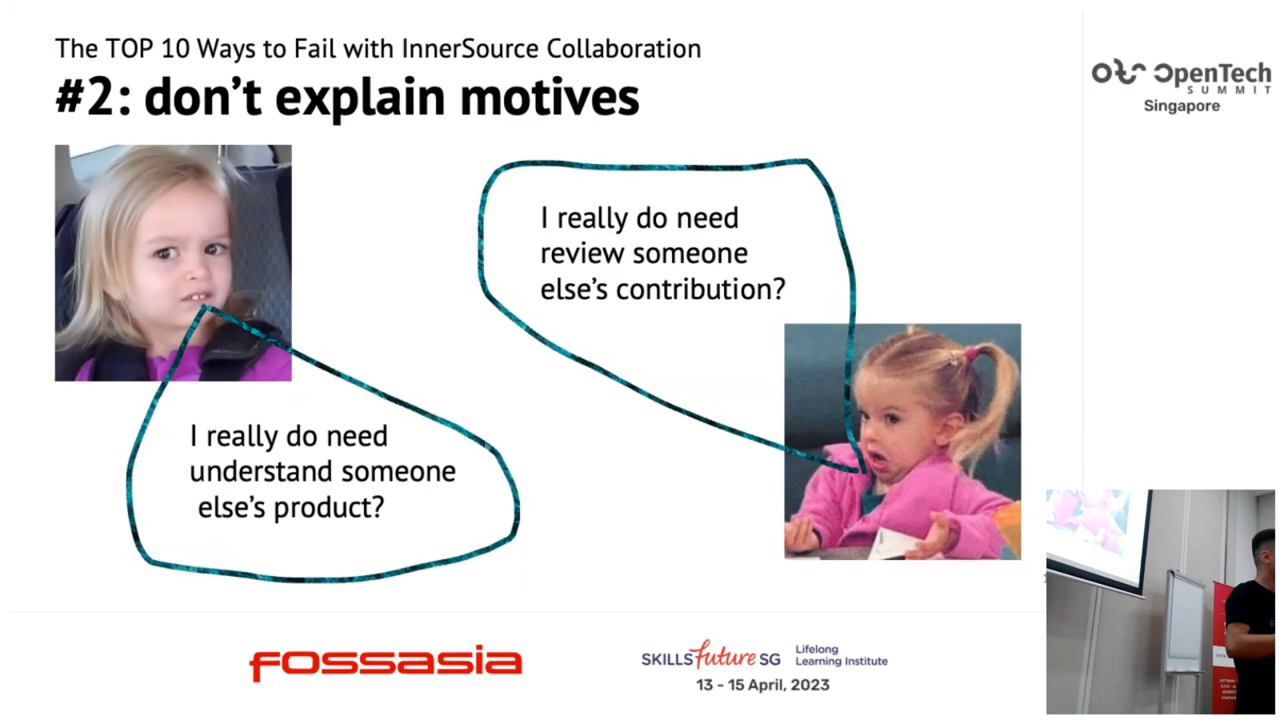 The TOP 10 Ways to Fail with InnerSource Collaboration
#2: don't explain motives
I really do need
review someone
else's contribution?
I really do need
understand someone
else's product?
OpenTech
SUMMIT
Singapore
FOSSASIA
SKILLSfuture SG
Lifelong
Learning Institute
13 - 15 April, 2023